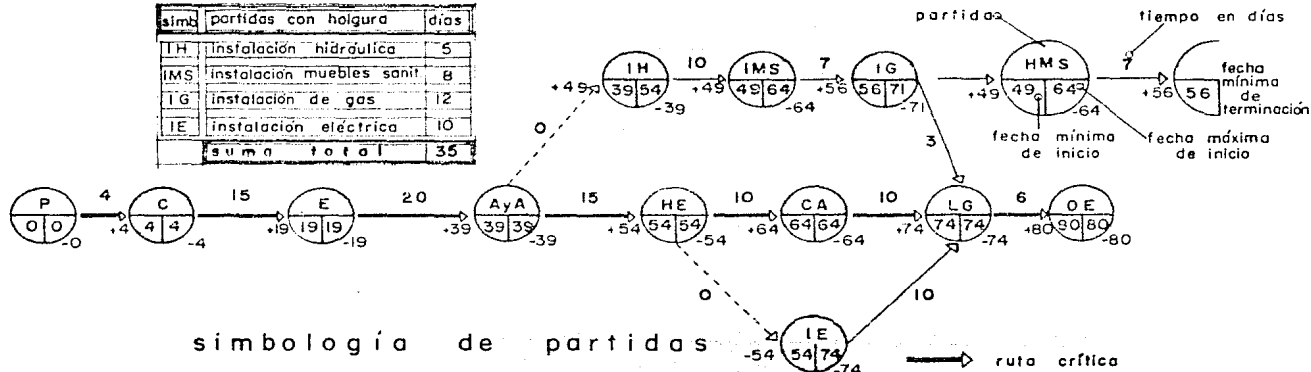 simb partidas con holgura días
IH instalación hidráulica 5
IMS instalación muebles sanit. 8
IG instalación de gas 12
IE instalación eléctrica 10
suma total 35
partida
tiempo en días
IH 39 54
10
IMS 49 64
7
IG 56 71
HMS 49 64
7
56
fecha
mínima
de
terminación
+49
-39
+49
-64
+56
-71
+49
-64
+56
fecha mínima
de inicio
fecha máxima
de inicio
0
3
P 0 0
4
C 4 4
15
E 19 19
20
AyA 39 39
15
HE 54 54
10
CA 64 64
10
LG 74 74
6
OE 80 80
-0
+4
-4
+19
-19
+39
-39
+54
-54
+64
-64
+74
-74
+80
-80
0
10
IE 54 74
-54
-74
simbología de partidas
ruta crítica